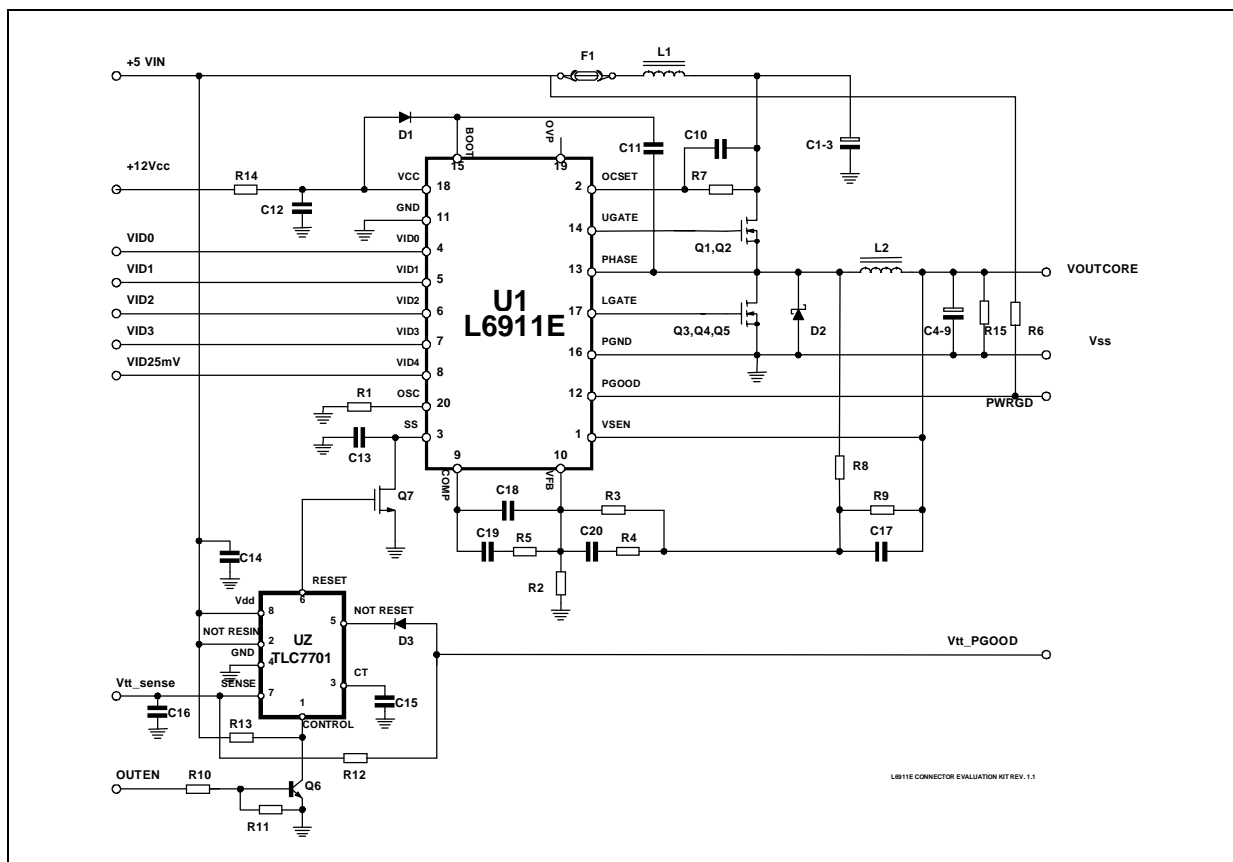 F1
L1
+5 VIN
D1
BOOT
15
OVP
19
C11
C10
C1-3
+12Vcc
R14
C12
VCC
18
2
OCSET
R7
GND
11
14
UGATE
Q1,Q2
VID0
VID0
4
13
PHASE
L2
VOUTCORE
VID1
VID1
5
U1
L6911E
VID2
VID2
6
17
LGATE
Q3,Q4,Q5
D2
C4-9
R15
R6
VID3
VID3
7
16
PGND
Vss
VID25mV
VID4
8
12
PGOOD
PWRGD
R1
OSC
20
C13
SS
3
1
VSEN
9
COMP
10
VFB
R8
Q7
C18
R3
R9
C19
R5
C20
R4
C17
C14
R2
RESET
6
Vdd
8
5
NOT RESET
D3
NOT RESIN
2
UZ
TLC7701
Vtt_PGOOD
GND
4
3
CT
C15
Vtt_sense
C16
SENSE
7
1
CONTROL
R13
R12
OUTEN
R10
Q6
R11
L6911E CONNECTOR EVALUATION KIT REV. 1.1